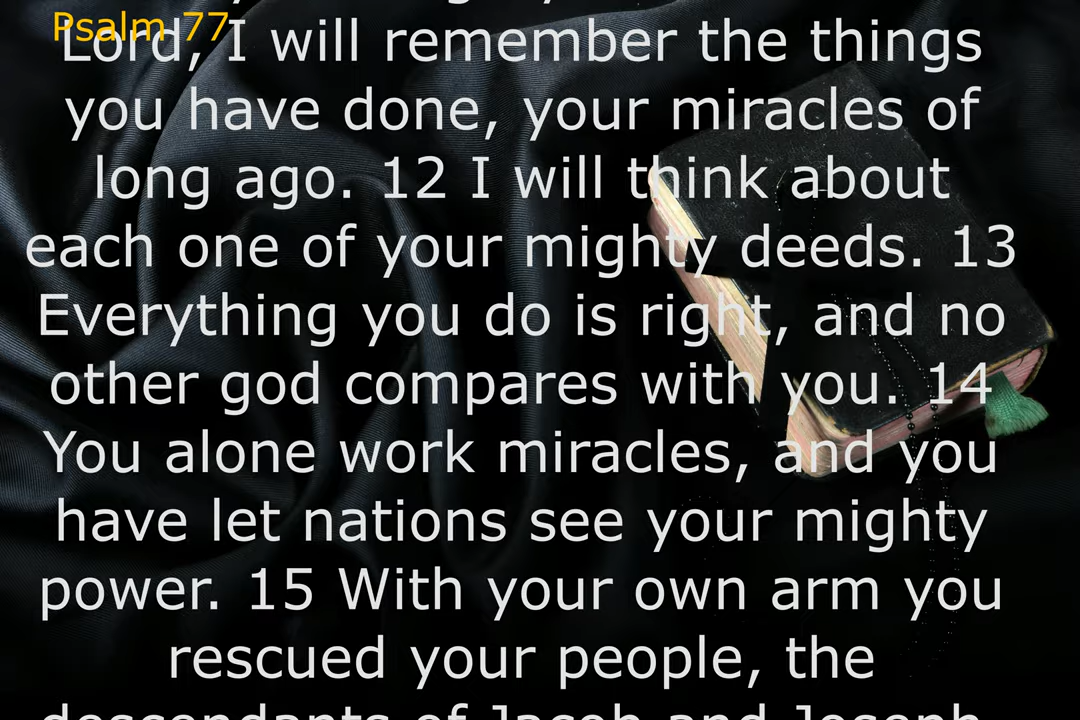 Psalm 77
Lord, I will remember the things
you have done, your miracles of
long ago. 12 I will think about
each one of your mighty deeds. 13
Everything you do is right, and no
other god compares with you. 14
You alone work miracles, and you
have let nations see your mighty
power. 15 With your own arm you
rescued your people, the
descendants of Jacob and Joseph.